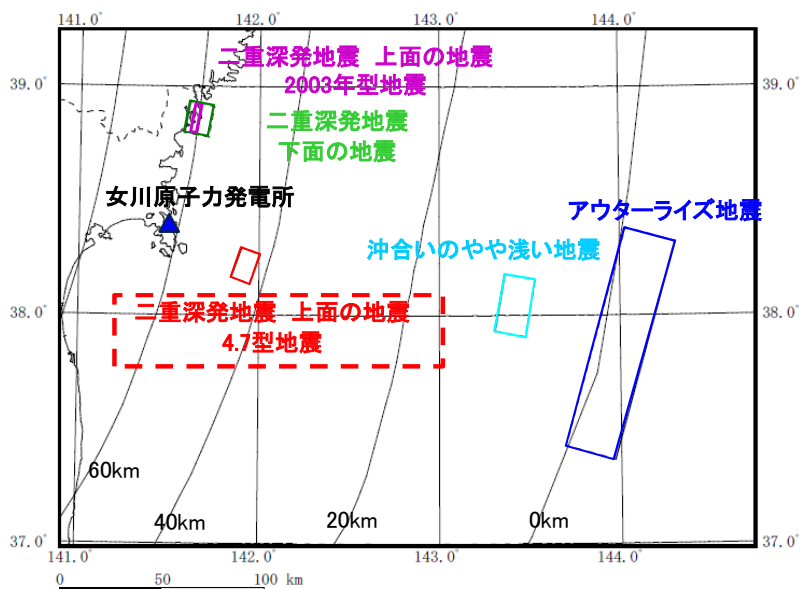 141.0° 142.0° 143.0° 144.0°
二重深発地震 上面の地震
2003年型地震
39.0° 39.0°
二重深発地震
下面の地震
女川原子力発電所
アウターライズ地震
沖合いのやや浅い地震
38.0° 38.0°
二重深発地震 上面の地震
4.7型地震
60km
40km 20km 0km
37.0° 37.0°
141.0° 142.0° 143.0° 144.0°
0 50 100 km